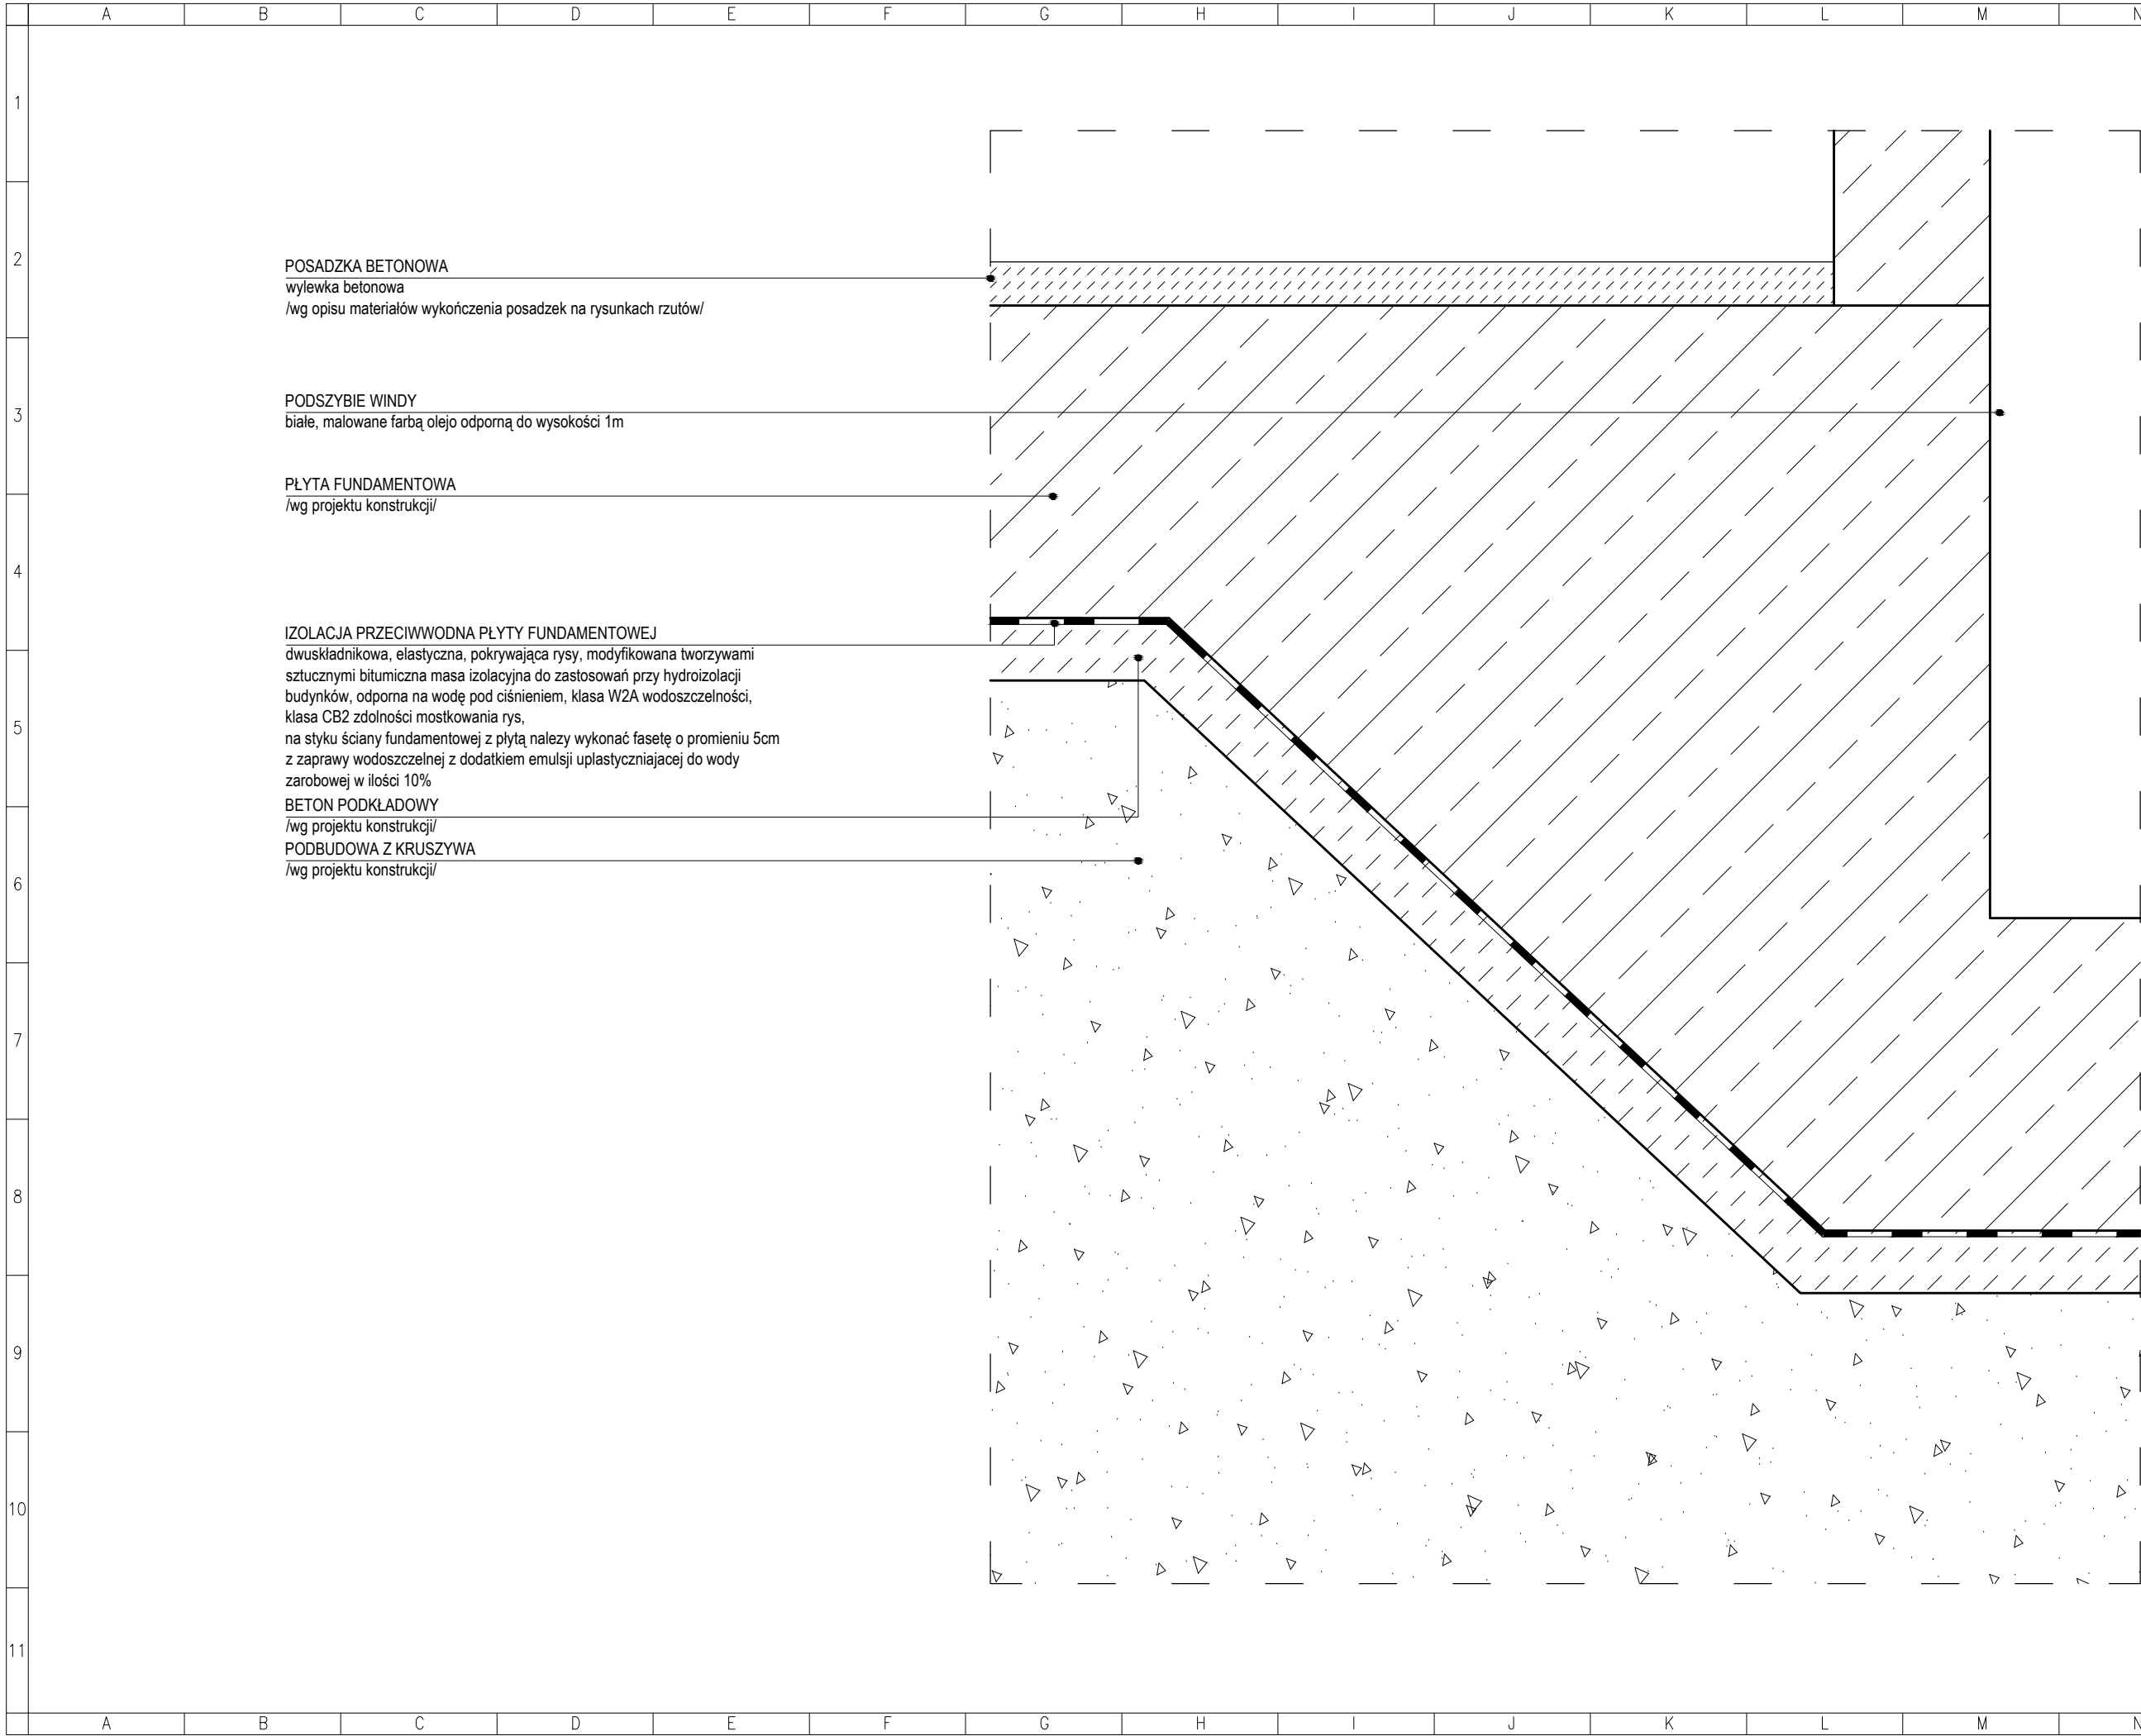 A B C D E F G H I J K L M N
1
2
3
4
5
6
7
8
9
10
11
POSADZKA BETONOWA
wylewka betonowa
/wg opisu materiałów wykończenia posadzek na rysunkach rzutów/
PODSZYBIE WINDY
białe, malowane farbą olejo odporną do wysokości 1m
PŁYTA FUNDAMENTOWA
/wg projektu konstrukcji/
IZOLACJA PRZECIWWODNA PŁYTY FUNDAMENTOWEJ
dwuskładnikowa, elastyczna, pokrywająca rysy, modyfikowana tworzywami
sztucznymi bitumiczna masa izolacyjna do zastosowań przy hydroizolacji
budynków, odporna na wodę pod ciśnieniem, klasa W2A wodoszczelności,
klasa CB2 zdolności mostkowania rys,
na styku ściany fundamentowej z płytą nalezy wykonać fasetę o promieniu 5cm
z zaprawy wodoszczelnej z dodatkiem emulsji uplastyczniajacej do wody
zarobowej w ilości 10%
BETON PODKŁADOWY
/wg projektu konstrukcji/
PODBUDOWA Z KRUSZYWA
/wg projektu konstrukcji/
A B C D E F G H I J K L M N